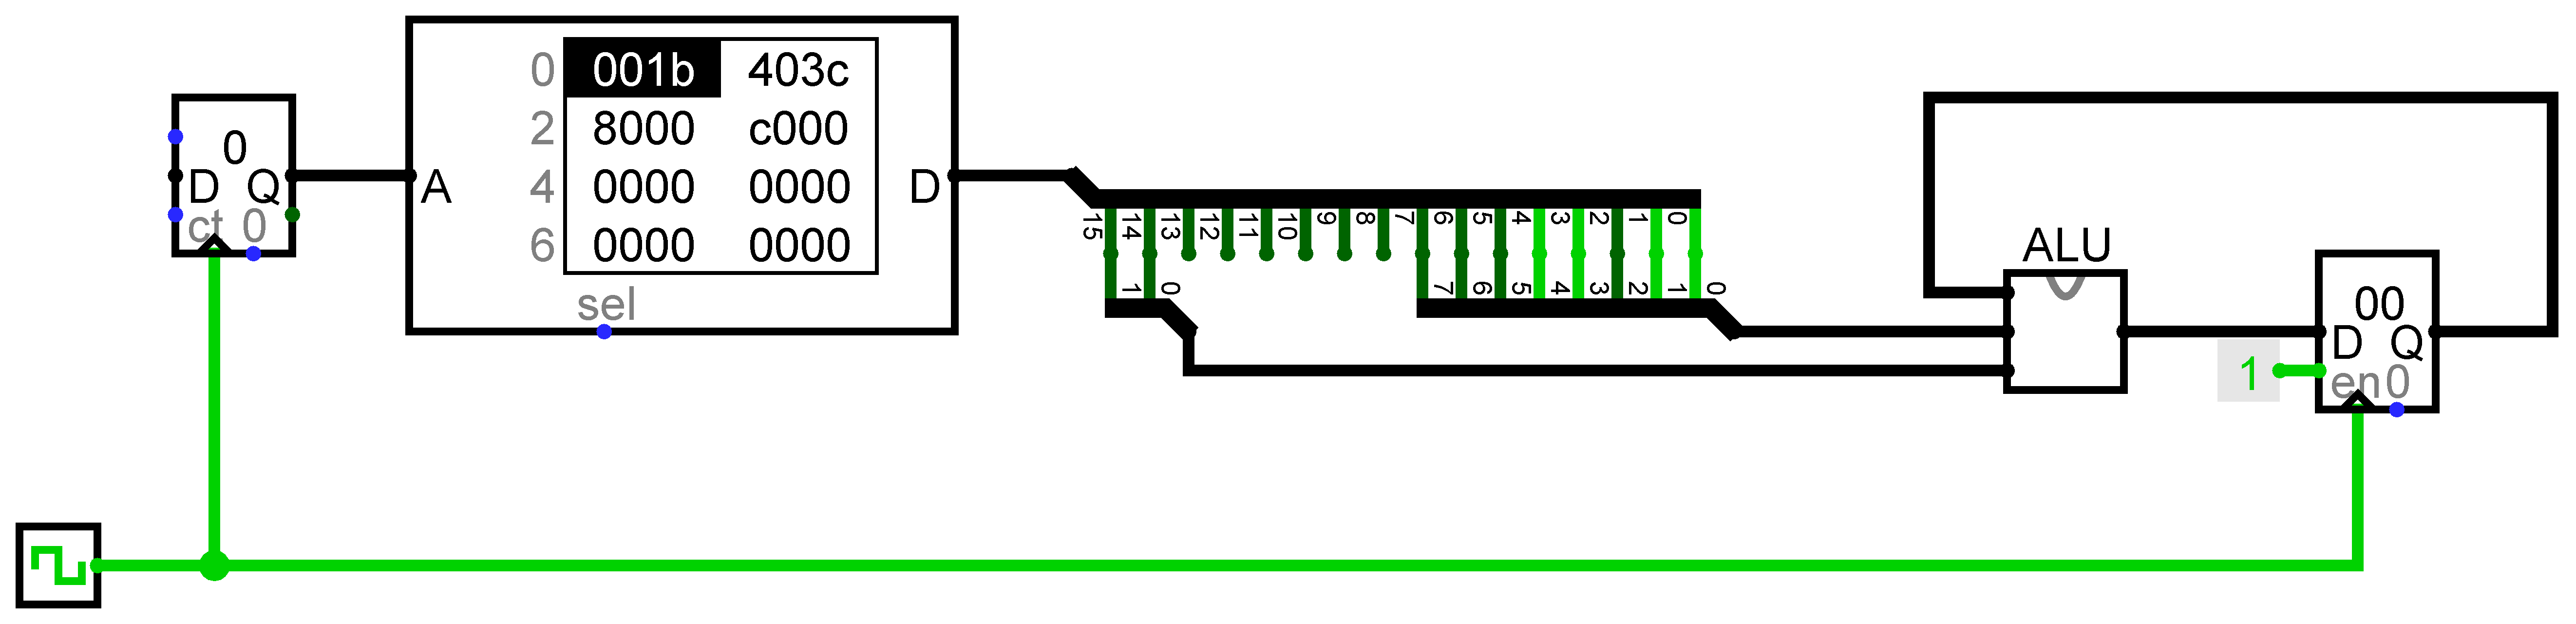 0
D Q
ct 0
A
0 001b 403c
2 8000 c000
4 0000 0000
6 0000 0000
D
sel
15 14 13 12 11 10 9 8 7 6 5 4 3 2 1 0
1 0
7 6 5 4 3 2 1 0
ALU
00
D Q
1
en 0